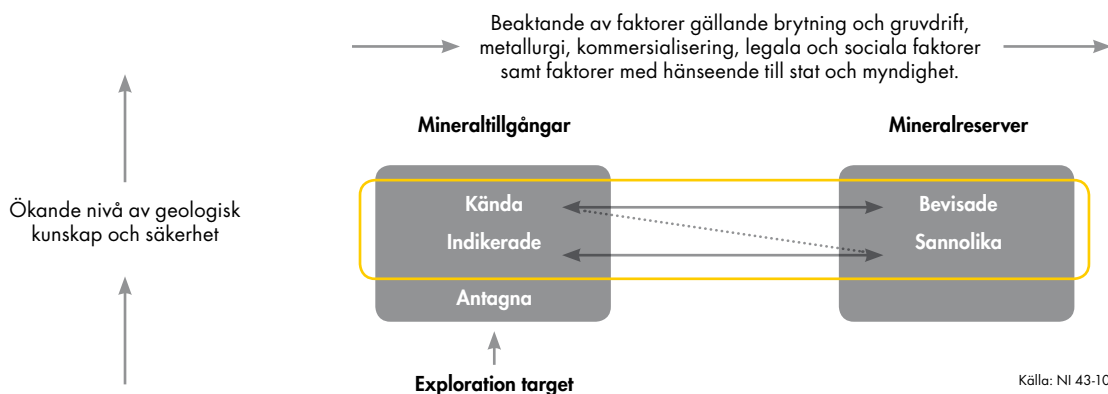 Beaktande av faktorer gällande brytning och gruvdrift,
metallurgi, kommersialisering, legala och sociala faktorer
samt faktorer med hänseende till stat och myndighet.
Mineraltillgångar
Mineralreserver
Ökande nivå av geologisk
kunskap och säkerhet
Kända
Bevisade
Indikerade
Sannolika
Antagna
Exploration target
Källa: NI 43-10